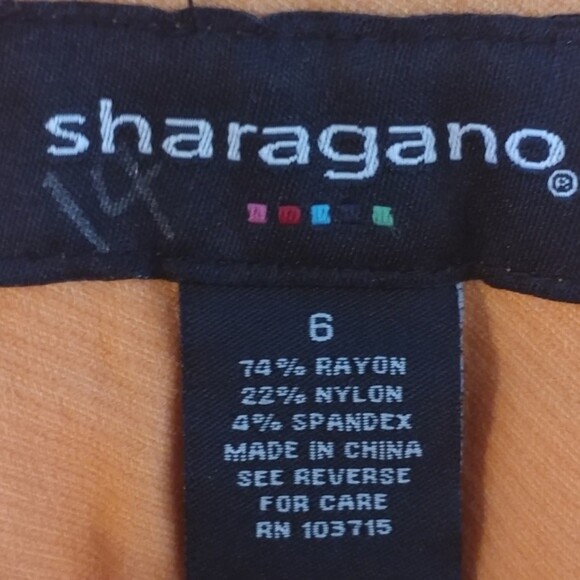 sharagano
®
14
6
74% RAYON
22% NYLON
4% SPANDEX
MADE IN CHINA
SEE REVERSE
FOR CARE
RN 103715